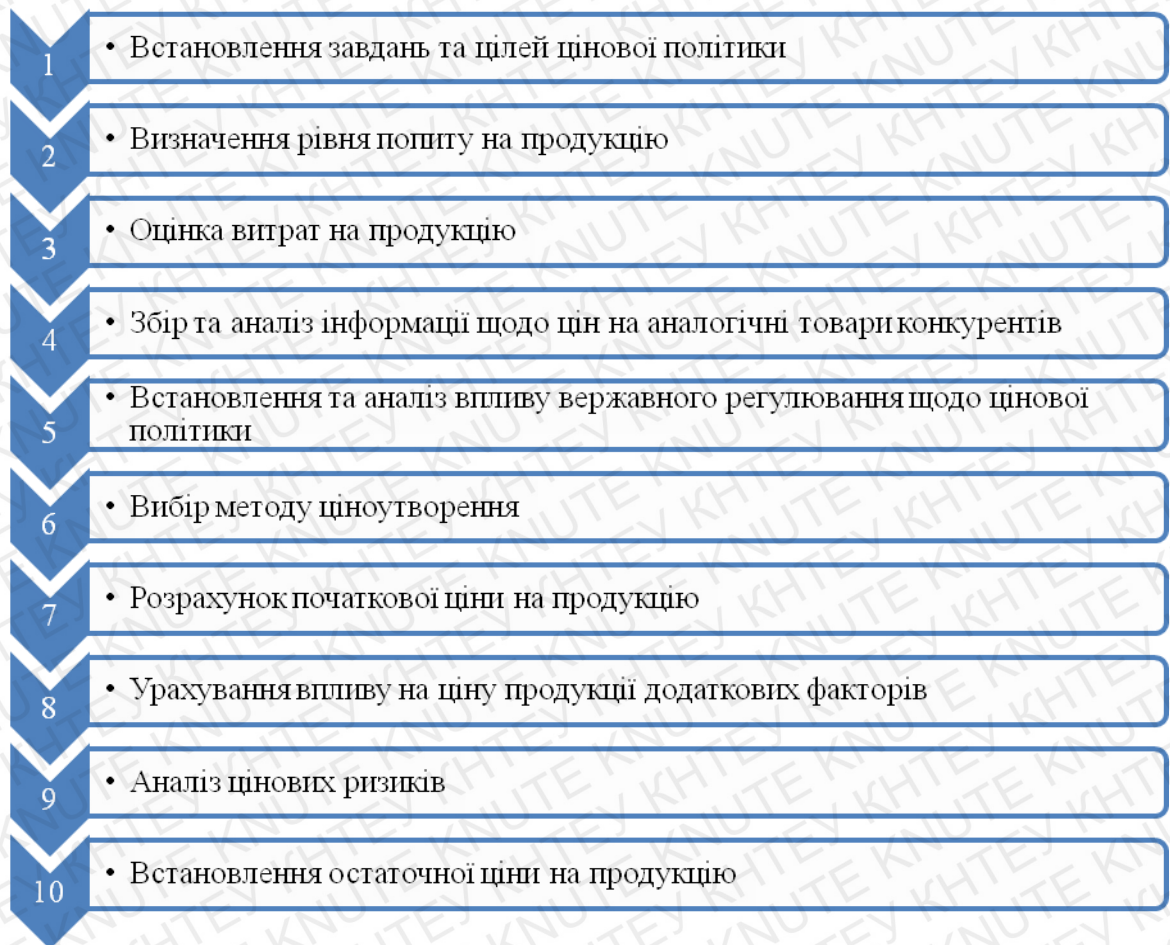 1
• Встановлення завдань та цілей цінової політики
2
• Визначення рівня попиту на продукцію
3
• Оцінка витрат на продукцію
4
• Збір та аналіз інформації щодо цін на аналогічні товари конкурентів
5
• Встановлення та аналіз впливу вержавного регулювання щодо цінової
політики
6
• Вибір методу ціноутворення
7
• Розрахунок початкової ціни на продукцію
8
• Урахування впливу на ціну продукції додаткових факторів
9
• Аналіз цінових ризиків
10
• Встановлення остаточної ціни на продукцію